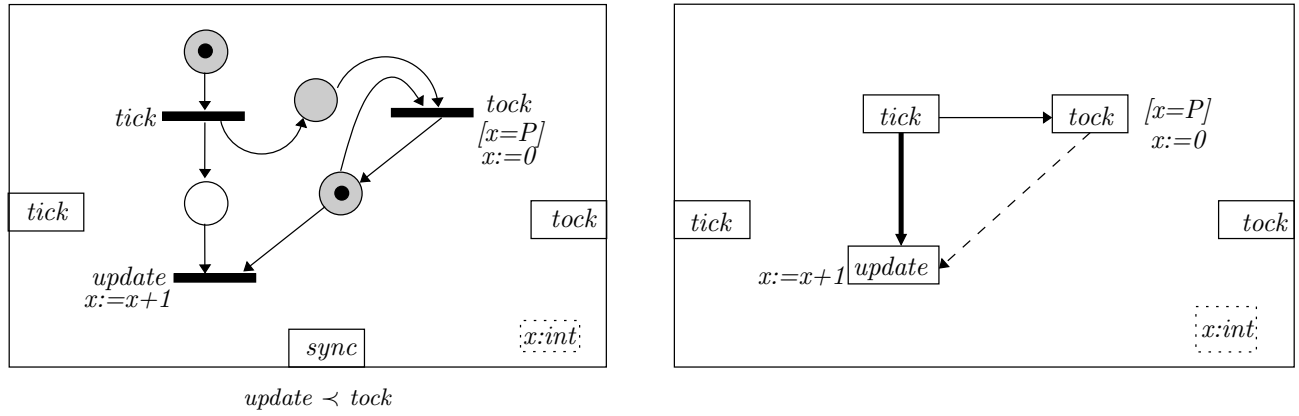 tick
tock
[x=P]
x:=0
tick
tock
update
x:=x+1
sync
x:int
update ≺ tock
tick
tock
[x=P]
x:=0
tick
tock
x:=x+1
update
x:int